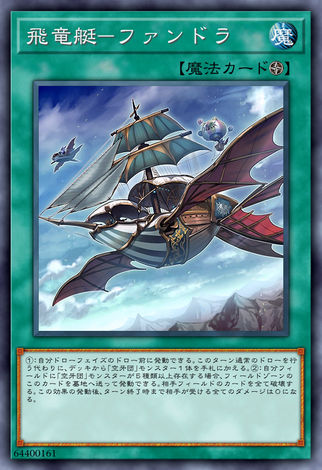 飛竜艇－ファンドラ
魔
【魔法カード】
①：自分ドローフェイズのドロー前に発動できる。このターン通常のドローを行
う代わりに、デッキから「空牙団」モンスター１体を手札に加える。②：自分フィ
ールドに「空牙団」モンスターが５種類以上存在する場合、フィールドゾーンの
このカードを墓地へ送って発動できる。相手フィールドのカードを全て破壊す
る。この効果の発動後、ターン終了時まで相手が受ける全てのダメージは０にな
る。
64400161